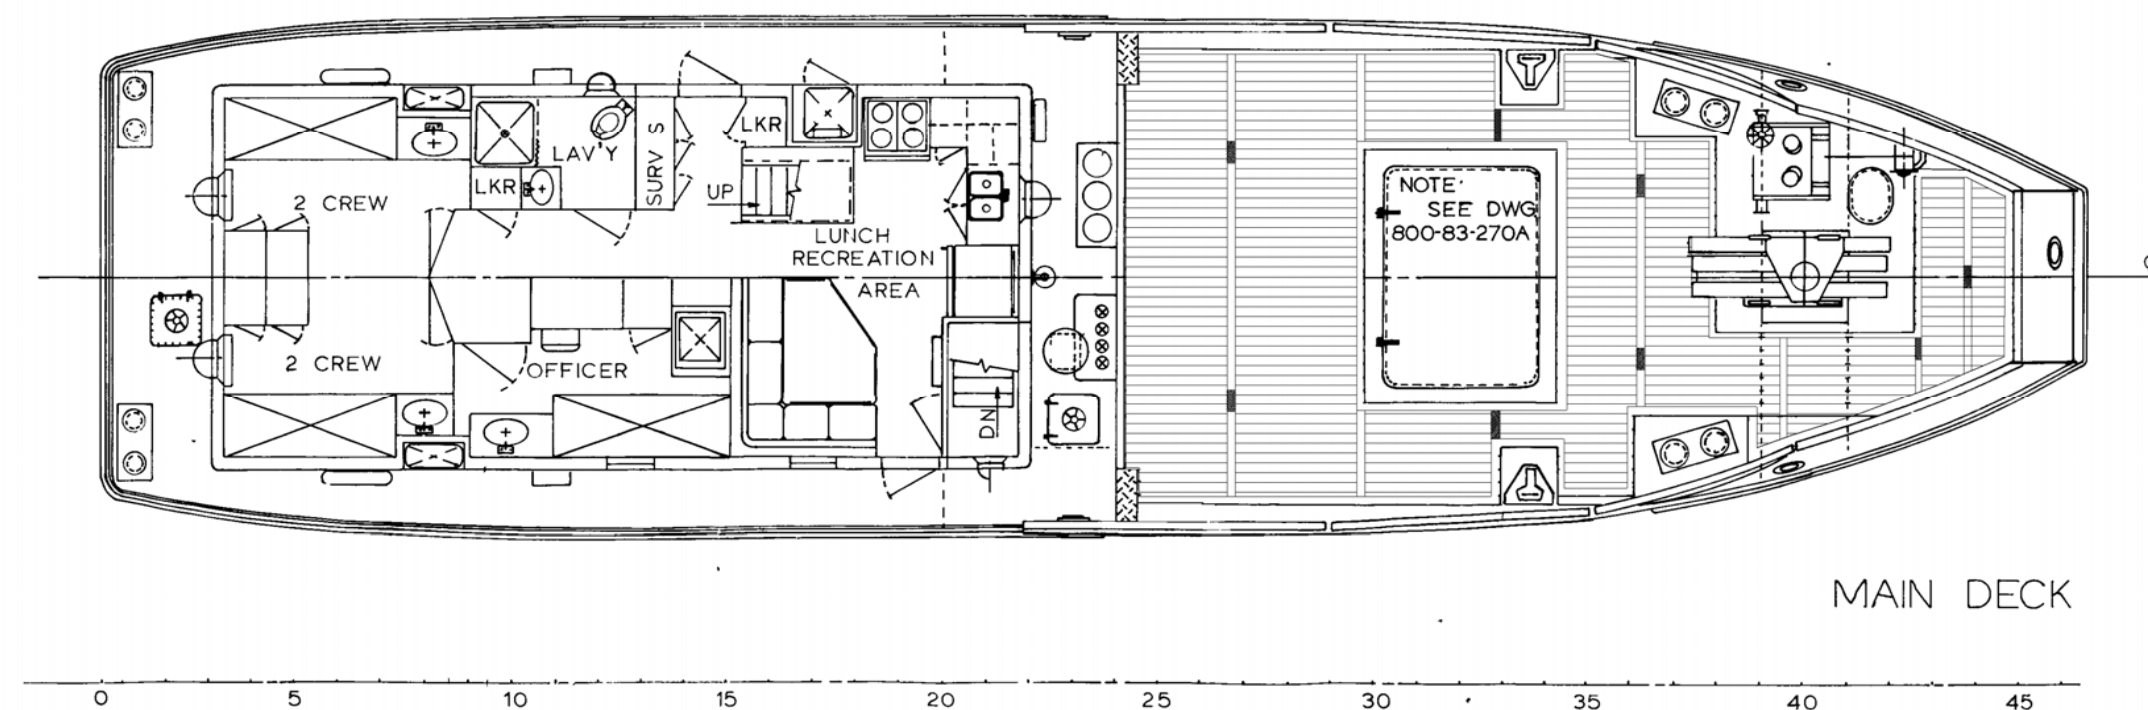 LKR
LAV'Y
SURV S
LKR
UP
2 CREW
LUNCH
RECREATION
AREA
NOTE:
SEE DWG
800-83-270A
2 CREW
OFFICER
DN
MAIN DECK
0 5 10 15 20 25 30 35 40 45